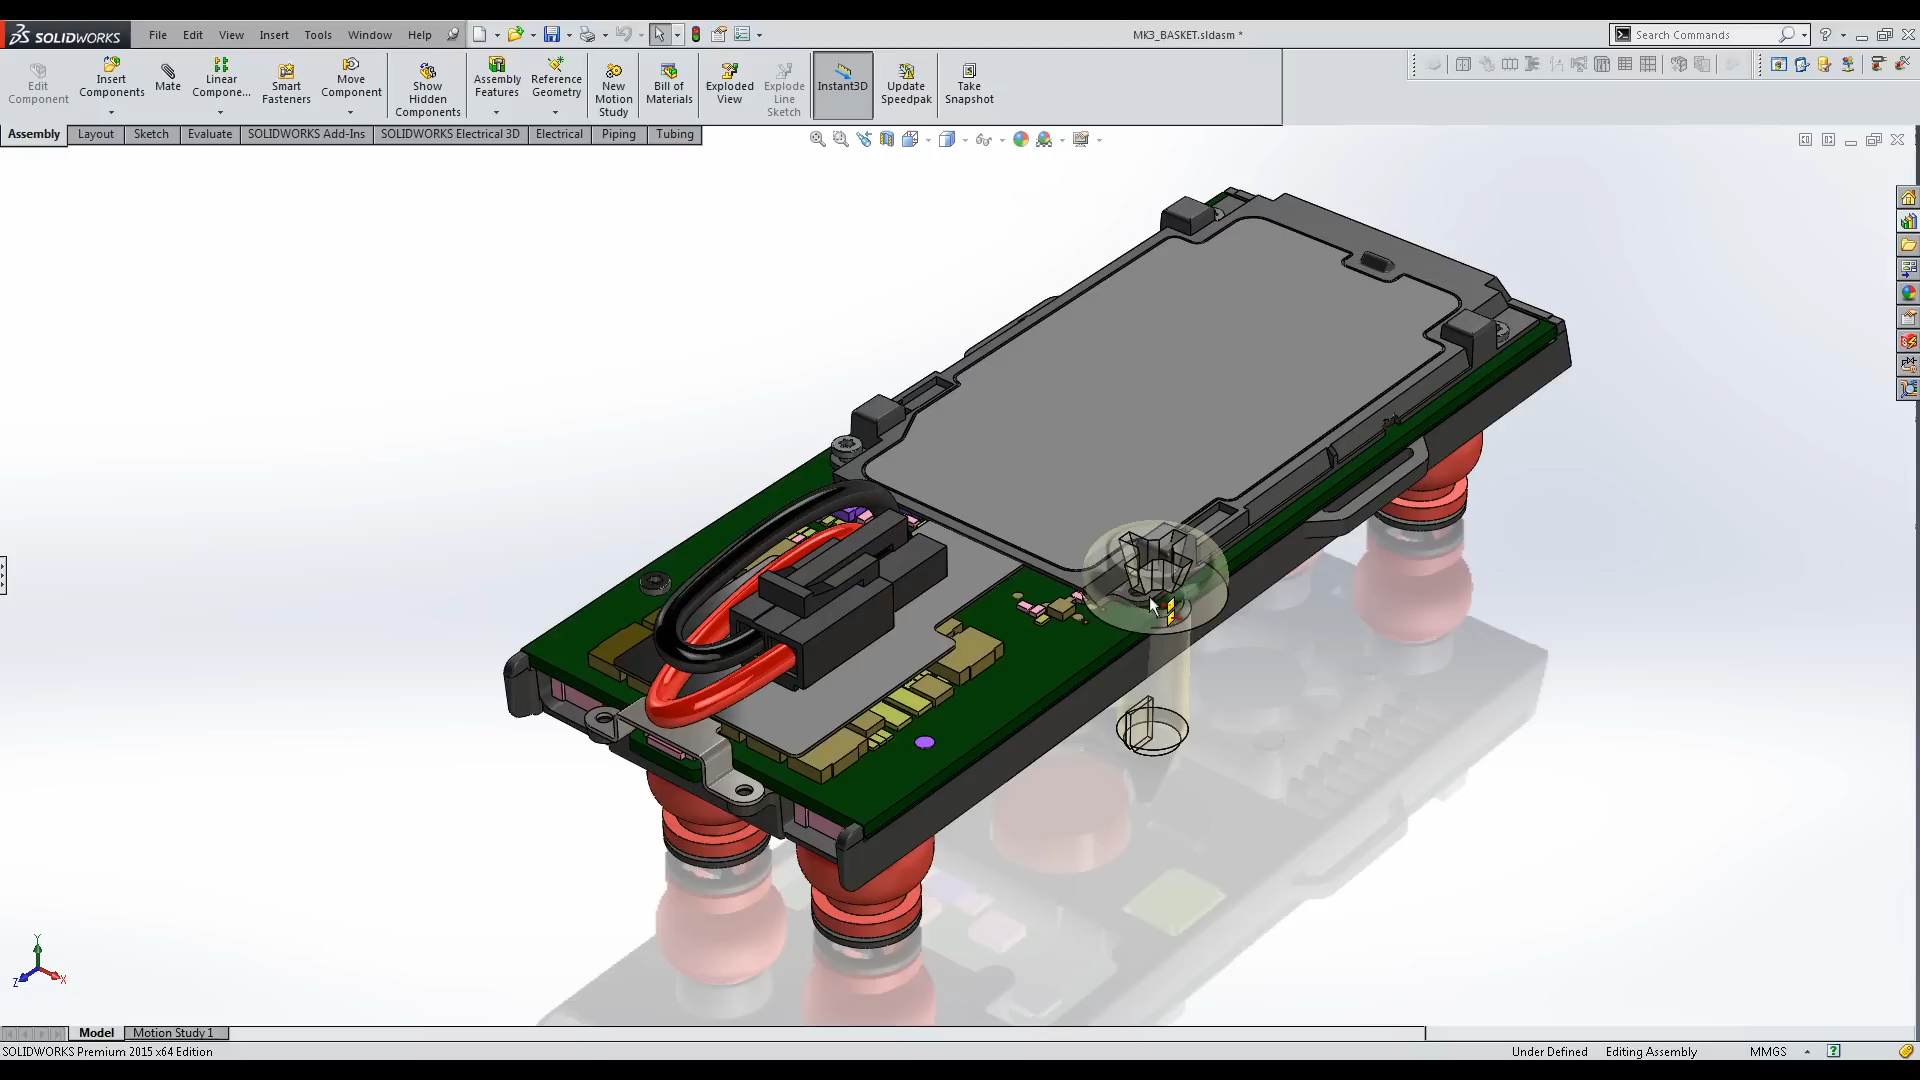 SOLIDWORKS File Edit View Insert Tools Window Help MK3_BASKET.sldasm * Search Commands
Edit Component
Insert Components
Mate
Linear Compone...
Smart Fasteners
Move Component
Show Hidden Components
Assembly Features
Reference Geometry
New Motion Study
Bill of Materials
Exploded View
Explode Line Sketch
Instant3D
Update Speedpak
Take Snapshot
Assembly Layout Sketch Evaluate SOLIDWORKS Add-Ins SOLIDWORKS Electrical 3D Electrical Piping Tubing
Y
Z X
Model Motion Study 1
SOLIDWORKS Premium 2015 x64 Edition Under Defined Editing Assembly MMGS